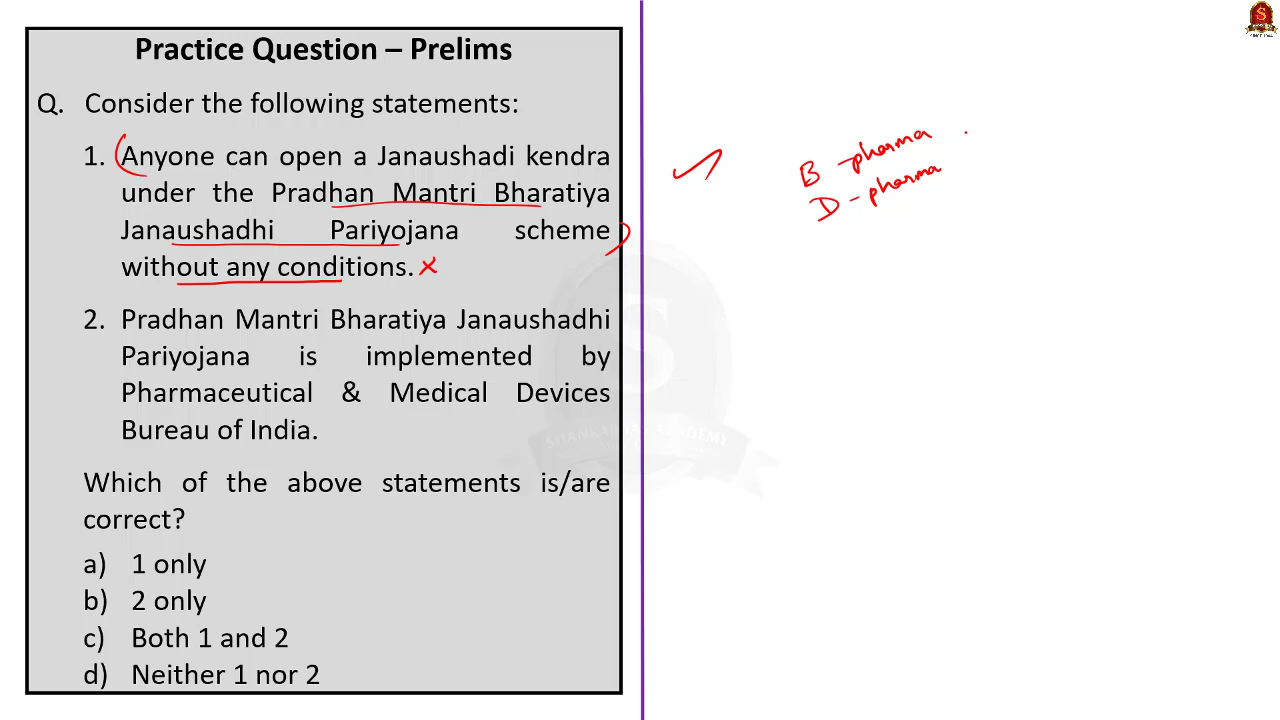 Practice Question – Prelims
Q. Consider the following statements:
1. Anyone can open a Janaushadi kendra
under the Pradhan Mantri Bharatiya
Janaushadhi Pariyojana scheme
without any conditions.
2. Pradhan Mantri Bharatiya Janaushadhi
Pariyojana is implemented by
Pharmaceutical & Medical Devices
Bureau of India.
Which of the above statements is/are
correct?
a) 1 only
b) 2 only
c) Both 1 and 2
d) Neither 1 nor 2
B - pharma
D - pharma